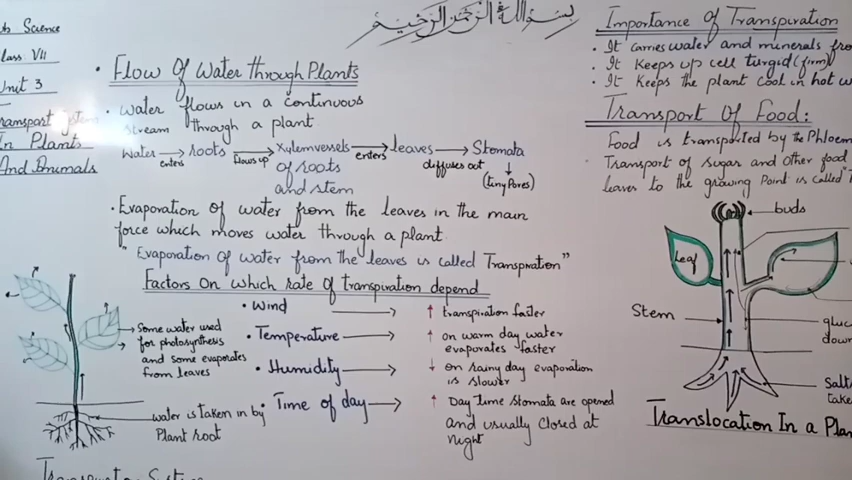 Science
Class: VII
Unit 3
Transport System
In Plants
And Animals
بسم الله الرحمن الرحيم
• Flow Of Water Through Plants
• Water flows in a continuous
stream through a plant.
Water enters roots flows up Xylem vessels enters leaves diffuses out Stomata
of roots
and stem
(tiny Pores)
• Evaporation of water from the leaves in the main
force which moves water through a plant.
"Evaporation of water from the leaves is called Transpiration"
Factors On which rate of transpiration depend
• Wind → ↑ transpiration faster
• Temperature → ↑ on warm day water
evaporates faster
• Humidity → ↓ on rainy day evaporation
is slower
• Time of day → ↑ Day Time stomata are opened
and usually closed at
night
Some water used
for photosynthesis
and some evaporates
from leaves
water is taken in by
Plant root
Importance of Transpiration
• It carries water and minerals
• It keeps up cell turgid (firm)
• It keeps the plant cool in hot
Transport Of Food:
Food is transported by the Phloem
• Transport of sugar and other food
leaves to the growing Point is called
buds
Leaf
Stem
down
Salt
Translocation In a